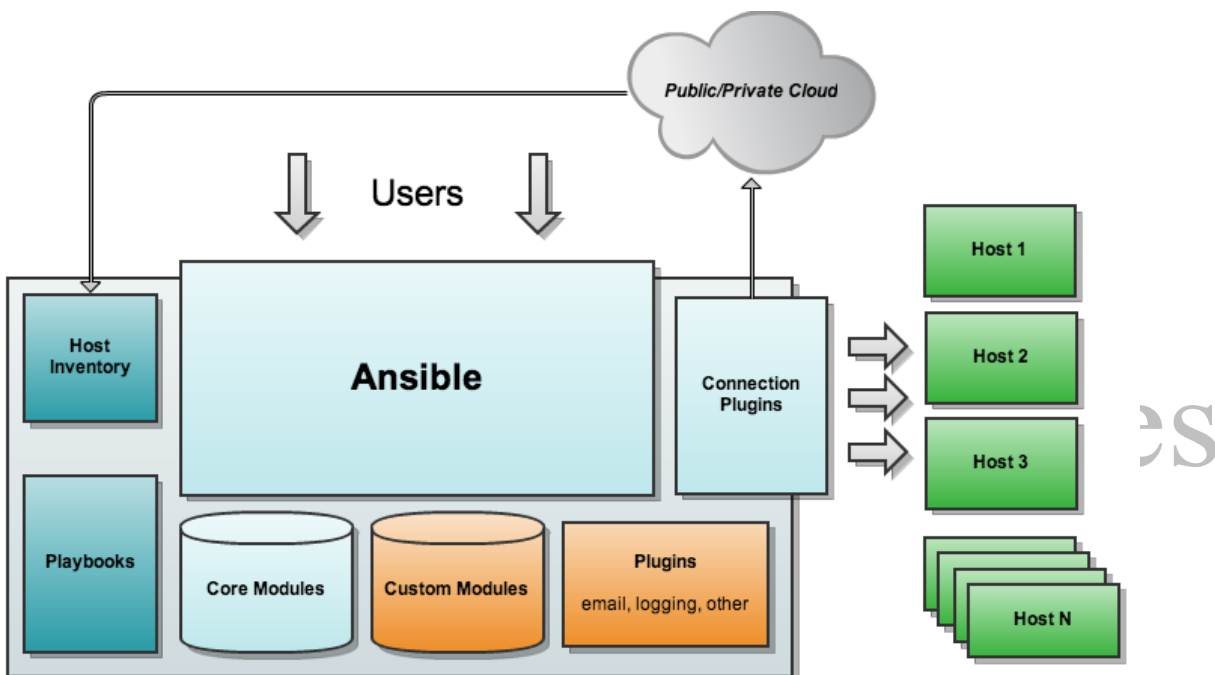 Public/Private Cloud
Users
Host 1
Host
Inventory
Ansible
Connection
Plugins
Host 2
Host 3
es
Playbooks
Core Modules
Custom Modules
Plugins
email, logging, other
Host N